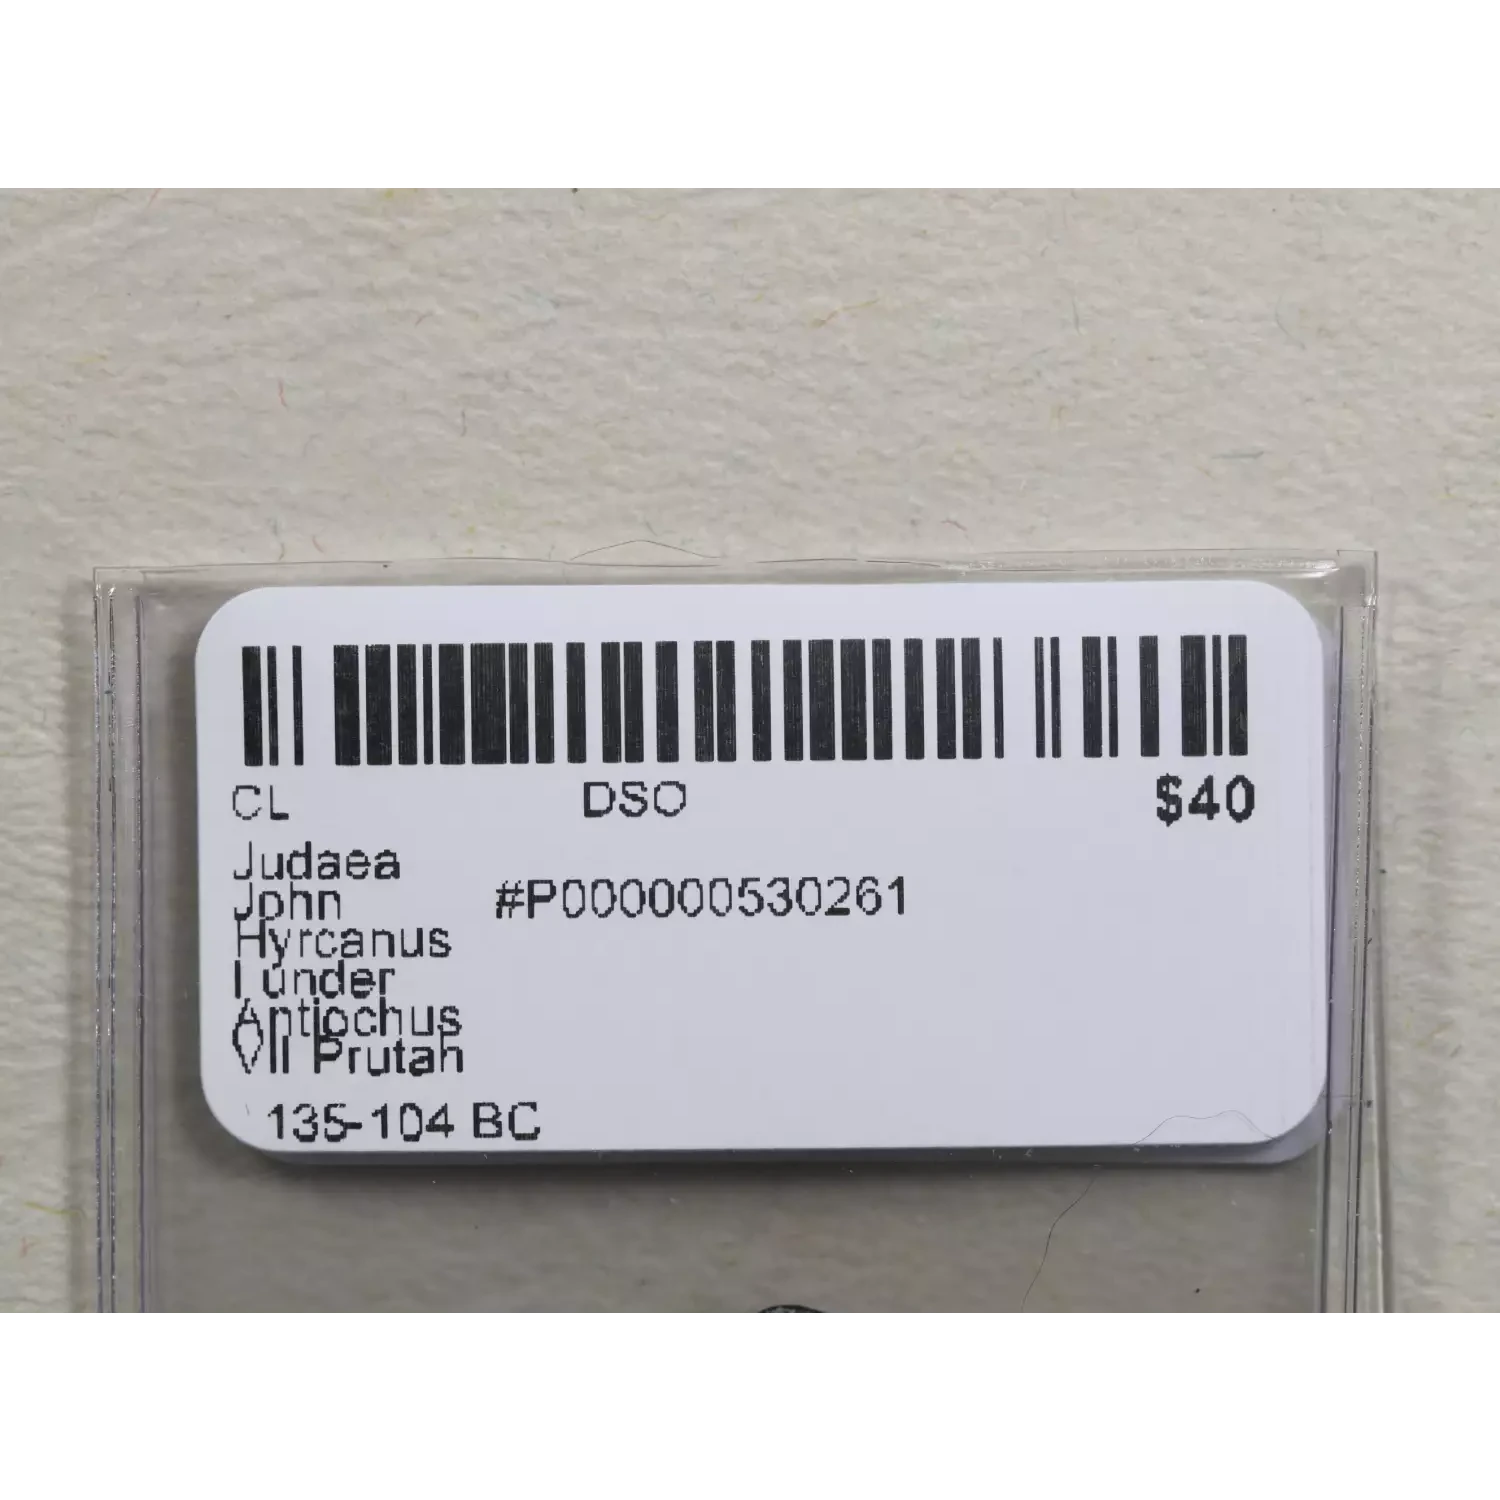 CL DSO $40
Judaea
John #P000000530261
Hyrcanus
I under
Antiochus
VII Prutah
135-104 BC